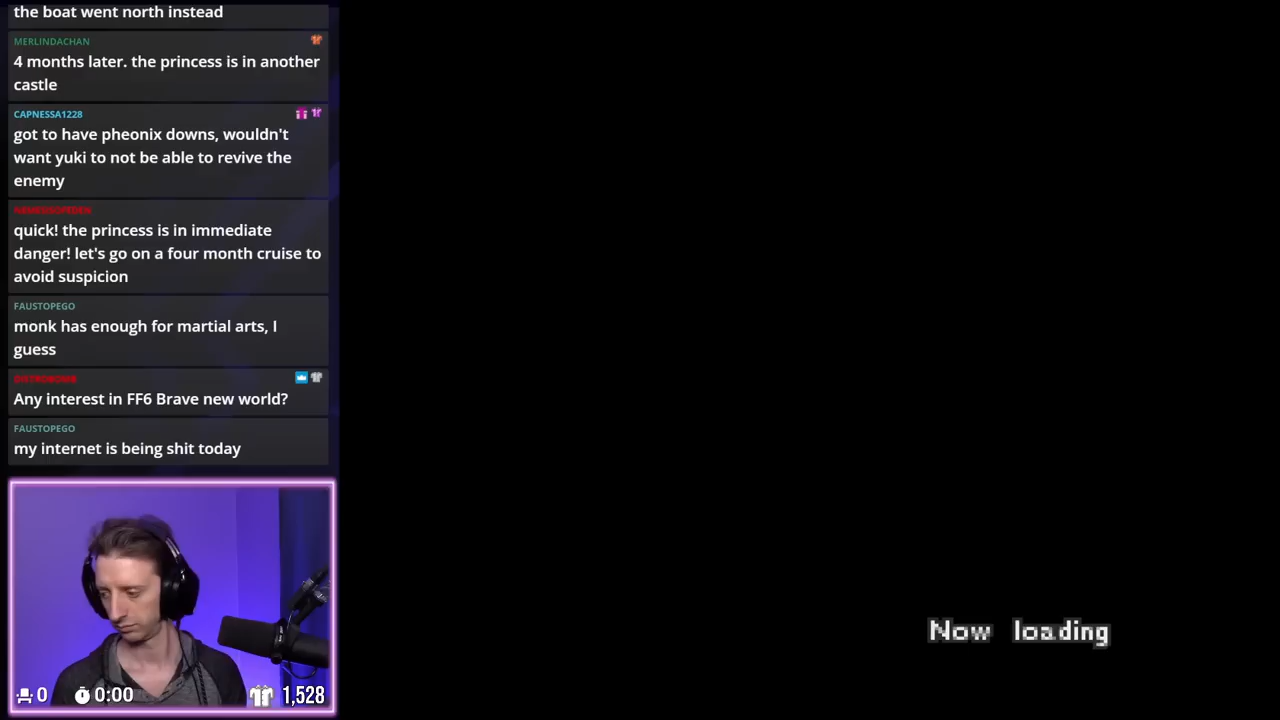 the boat went north instead
MERLINDACHAN
4 months later. the princess is in another
castle
CAPNESSA1228
got to have pheonix downs, wouldn't
want yuki to not be able to revive the
enemy
quick! the princess is in immediate
danger! let's go on a four month cruise to
avoid suspicion
FAUSTOPEGO
monk has enough for martial arts, I
guess
Any interest in FF6 Brave new world?
FAUSTOPEGO
my internet is being shit today
0 0:00 1,528
Now loading